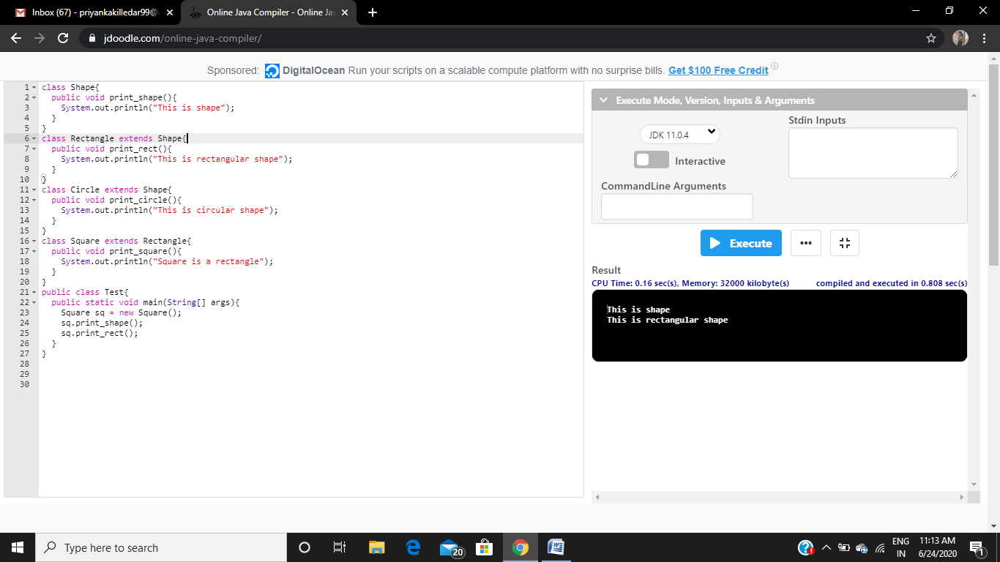 Inbox (67) - priyankakilledar99@
Online Java Compiler - Online Ja
jdoodle.com/online-java-compiler/
Sponsored: DigitalOcean Run your scripts on a scalable compute platform with no surprise bills. Get $100 Free Credit
1 class Shape{
2 public void print_shape(){
3 System.out.println("This is shape");
4 }
5 }
6 class Rectangle extends Shape{
7 public void print_rect(){
8 System.out.println("This is rectangular shape");
9 }
10 }
11 class Circle extends Shape{
12 public void print_circle(){
13 System.out.println("This is circular shape");
14 }
15 }
16 class Square extends Rectangle{
17 public void print_square(){
18 System.out.println("Square is a rectangle");
19 }
20 }
21 public class Test{
22 public static void main(String[] args){
23 Square sq = new Square();
24 sq.print_shape();
25 sq.print_rect();
26 }
27 }
28
29
30
Execute Mode, Version, Inputs & Arguments
JDK 11.0.4
Interactive
Stdin Inputs
CommandLine Arguments
Execute
Result
CPU Time: 0.16 sec(s), Memory: 32000 kilobyte(s) compiled and executed in 0.808 sec(s)
This is shape
This is rectangular shape
Type here to search
20
ENG
IN
11:13 AM
6/24/2020
1